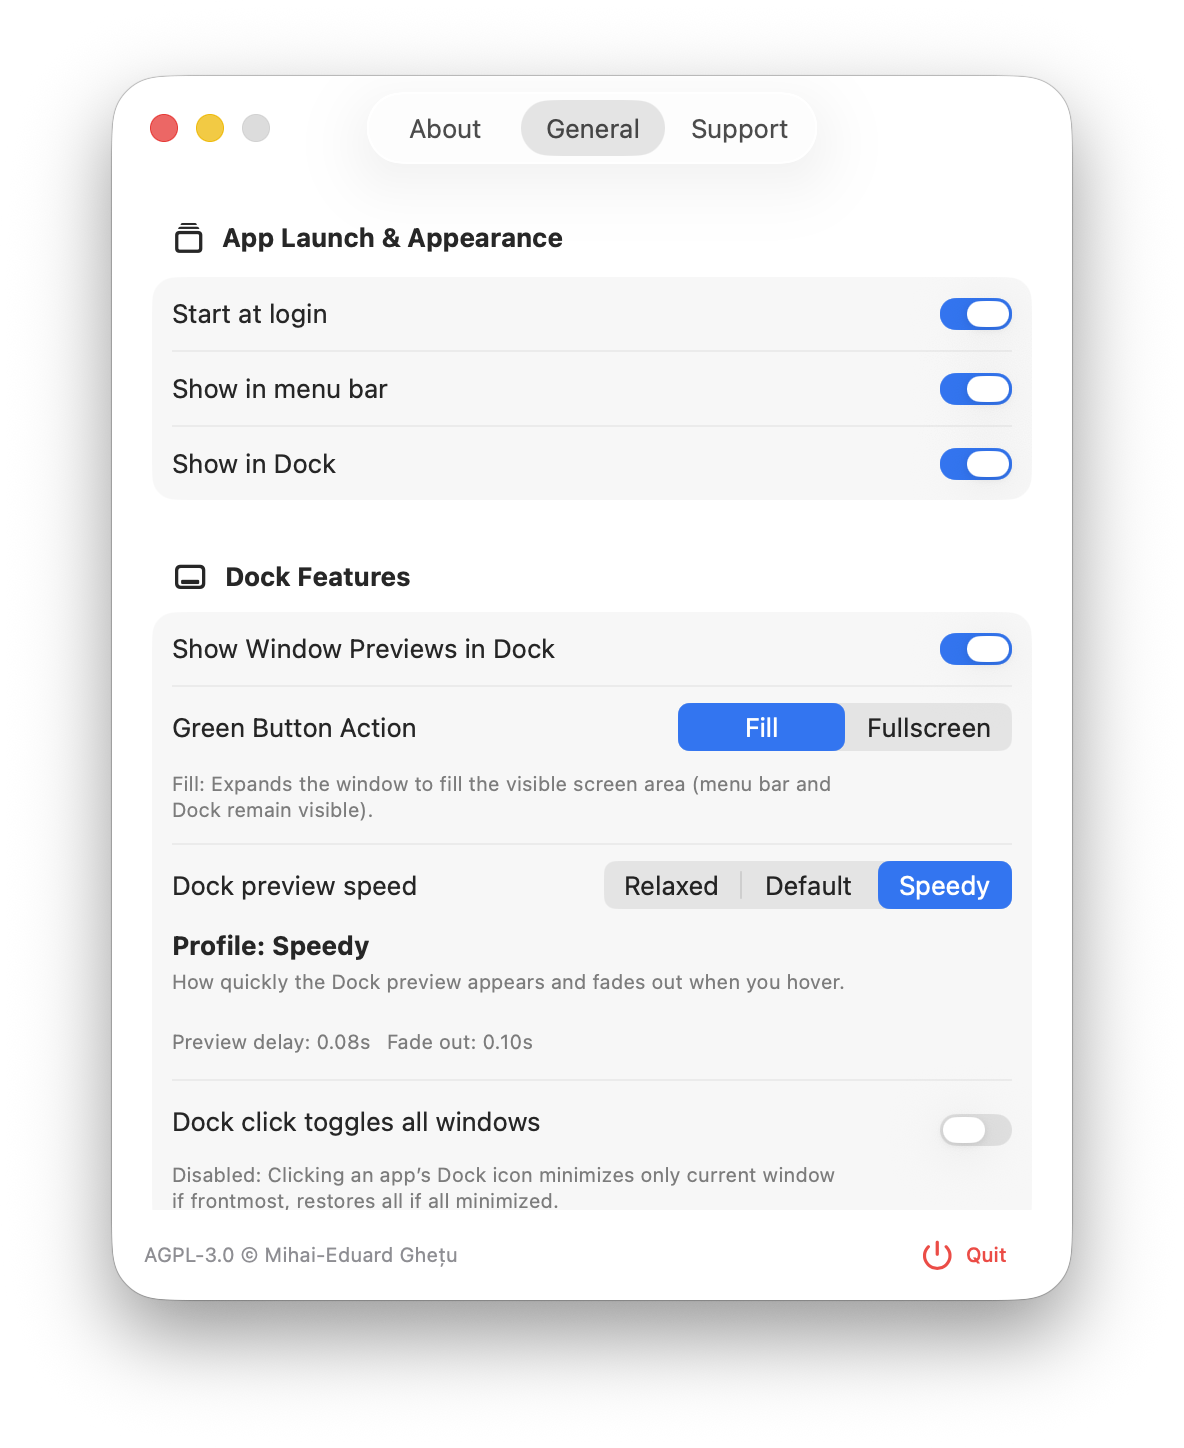 About General Support
App Launch & Appearance
Start at login
Show in menu bar
Show in Dock
Dock Features
Show Window Previews in Dock
Green Button Action Fill Fullscreen
Fill: Expands the window to fill the visible screen area (menu bar and
Dock remain visible).
Dock preview speed Relaxed Default Speedy
Profile: Speedy
How quickly the Dock preview appears and fades out when you hover.
Preview delay: 0.08s Fade out: 0.10s
Dock click toggles all windows
Disabled: Clicking an app’s Dock icon minimizes only current window
if frontmost, restores all if all minimized.
AGPL-3.0 © Mihai-Eduard Ghețu Quit